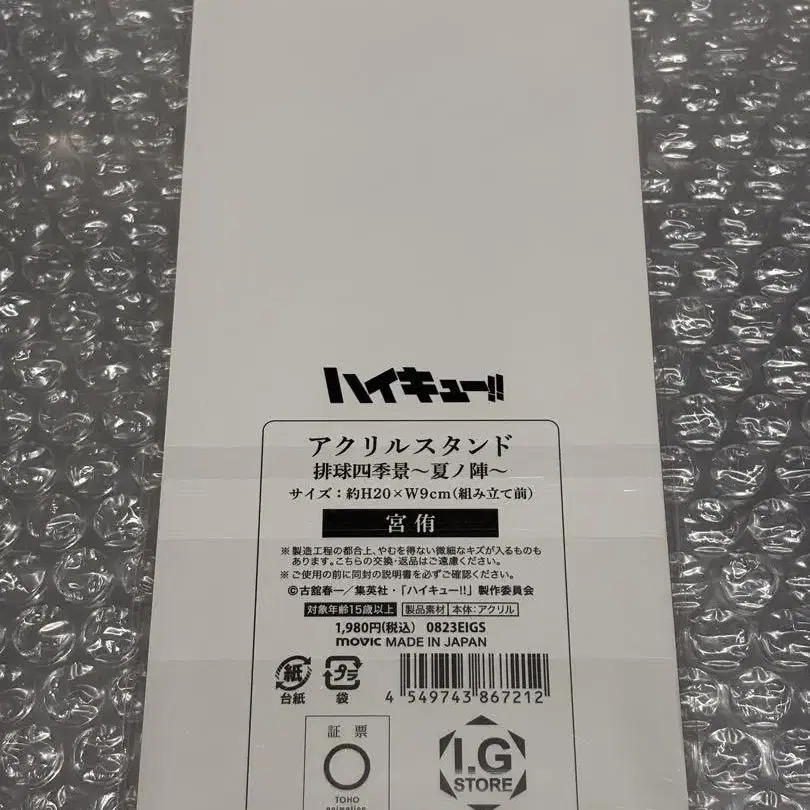 ハイキュー!!
アクリルスタンド
排球四季景～夏ノ陣～
サイズ：約H20×W9cm(組み立て前)
宮 侑
※製造工程の都合上、やむを得ない微細なキズが入るものも
あります。こちらの交換・返品はご遠慮ください。
※ご使用の前に同封の説明書を必ずご確認ください。
©古舘春一／集英社・「ハイキュー!!」製作委員会
対象年齢15歳以上 製品素材 本体：アクリル
1,980円(税込) 0823EIGS
movic MADE IN JAPAN
紙 プラ
台紙 袋
4 549743 867212
証 票
TOHO
animation
I.G
STORE